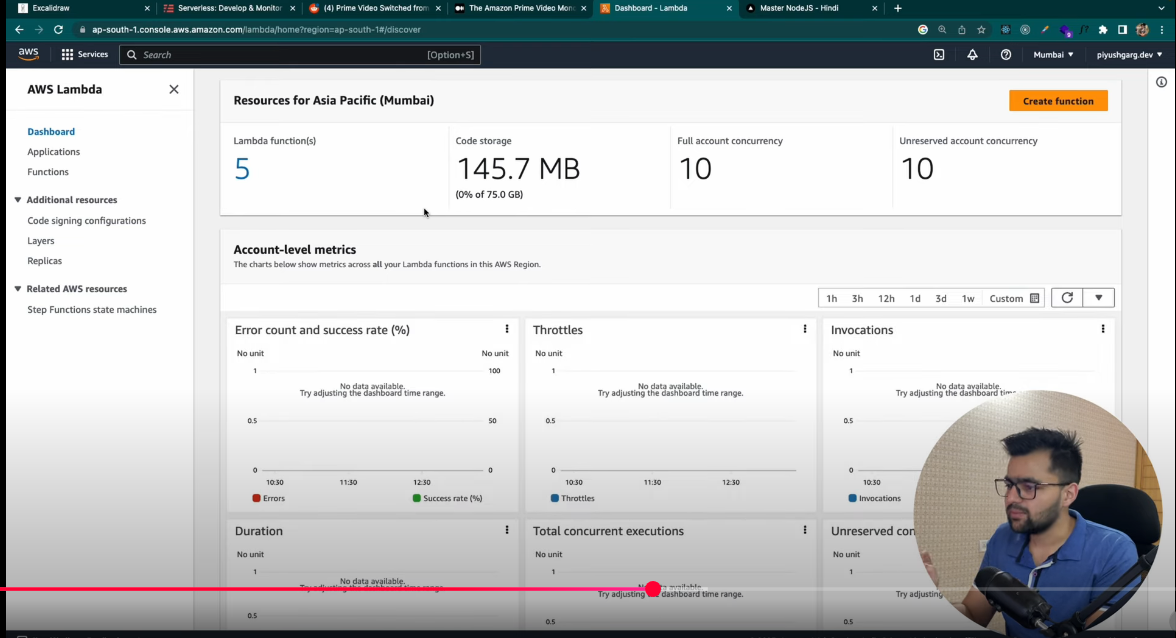 Excalidraw
Serverless: Develop & Monitor
(4) Prime Video Switched from
The Amazon Prime Video Mon
Dashboard - Lambda
Master NodeJS - Hindi
ap-south-1.console.aws.amazon.com/lambda/home?region=ap-south-1#/discover
aws
Services
Search
[Option+S]
Mumbai
piyushgarg.dev
AWS Lambda
Dashboard
Applications
Functions
Additional resources
Code signing configurations
Layers
Replicas
Related AWS resources
Step Functions state machines
Resources for Asia Pacific (Mumbai)
Create function
Lambda function(s)
5
Code storage
145.7 MB
(0% of 75.0 GB)
Full account concurrency
10
Unreserved account concurrency
10
Account-level metrics
The charts below show metrics across all your Lambda functions in this AWS Region.
1h 3h 12h 1d 3d 1w Custom
Error count and success rate (%)
No unit No unit
1 100
No data available.
Try adjusting the dashboard time range.
0.5 50
0 0
10:30 11:30 12:30
Errors Success rate (%)
Throttles
No unit
1
No data available.
Try adjusting the dashboard time range.
0.5
0
10:30 11:30 12:30
Throttles
Invocations
No unit
1
No data available.
Try adjusting the dashboard time
0.5
0
10:30
Invocations
Duration
No unit
1
No data available.
Try adjusting the dashboard time range.
0.5
Total concurrent executions
No unit
1
No data available.
Try adjusting the dashboard time range.
0.5
Unreserved con
No unit
1
0.5